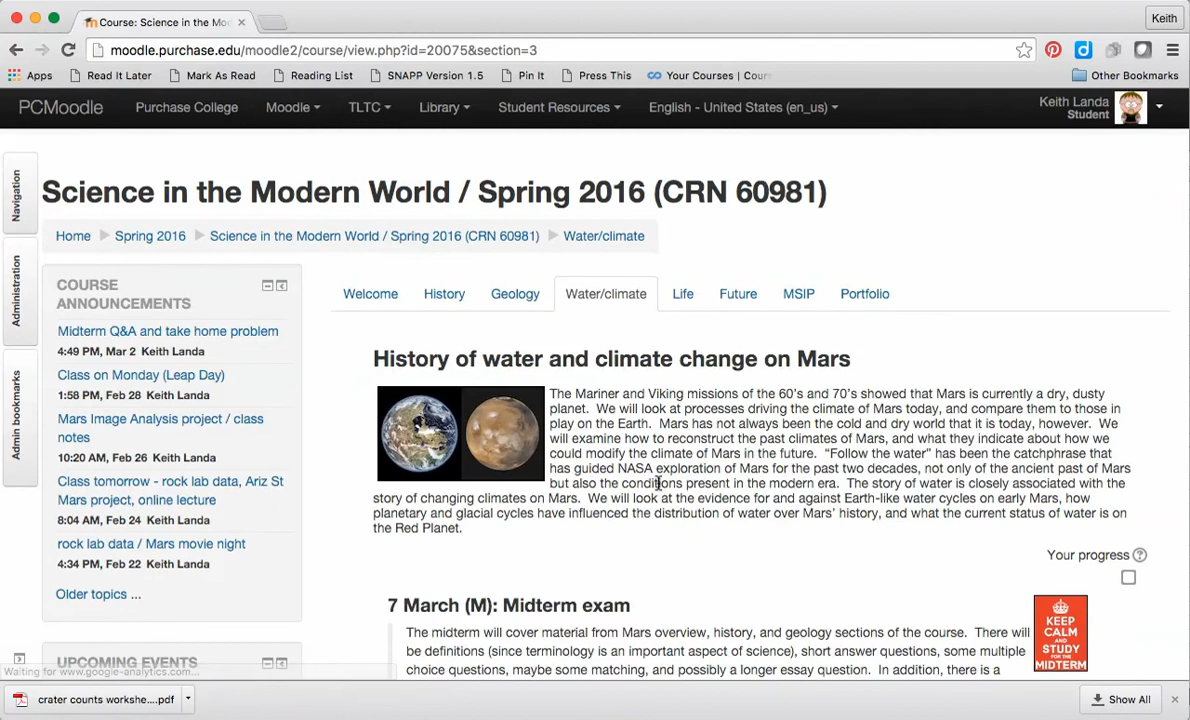 Course: Science in the Mo
Keith
moodle.purchase.edu/moodle2/course/view.php?id=20075&section=3
Apps Read It Later Mark As Read Reading List SNAPP Version 1.5 Pin It Press This Your Courses | Cour Other Bookmarks
PCMoodle Purchase College Moodle TLTC Library Student Resources English - United States (en_us) Keith Landa
Student
Navigation
Administration
Admin bookmarks
Science in the Modern World / Spring 2016 (CRN 60981)
Home Spring 2016 Science in the Modern World / Spring 2016 (CRN 60981) Water/climate
COURSE
ANNOUNCEMENTS
Midterm Q&A and take home problem
4:49 PM, Mar 2 Keith Landa
Class on Monday (Leap Day)
1:58 PM, Feb 28 Keith Landa
Mars Image Analysis project / class
notes
10:20 AM, Feb 26 Keith Landa
Class tomorrow - rock lab data, Ariz St
Mars project, online lecture
8:04 AM, Feb 24 Keith Landa
rock lab data / Mars movie night
4:34 PM, Feb 22 Keith Landa
Older topics ...
UPCOMING EVENTS
Welcome History Geology Water/climate Life Future MSIP Portfolio
History of water and climate change on Mars
The Mariner and Viking missions of the 60's and 70's showed that Mars is currently a dry, dusty
planet. We will look at processes driving the climate of Mars today, and compare them to those in
play on the Earth. Mars has not always been the cold and dry world that it is today, however. We
will examine how to reconstruct the past climates of Mars, and what they indicate about how we
could modify the climate of Mars in the future. "Follow the water" has been the catchphrase that
has guided NASA exploration of Mars for the past two decades, not only of the ancient past of Mars
but also the conditions present in the modern era. The story of water is closely associated with the
story of changing climates on Mars. We will look at the evidence for and against Earth-like water cycles on early Mars, how
planetary and glacial cycles have influenced the distribution of water over Mars' history, and what the current status of water is on
the Red Planet.
Your progress
7 March (M): Midterm exam
The midterm will cover material from Mars overview, history, and geology sections of the course. There will
be definitions (since terminology is an important aspect of science), short answer questions, some multiple
choice questions, maybe some matching, and possibly a longer essay question. In addition, there is a
KEEP
CALM
AND
STUDY
FOR THE
MIDTERM
Waiting for www.google-analytics.com...
crater counts workshe....pdf
Show All